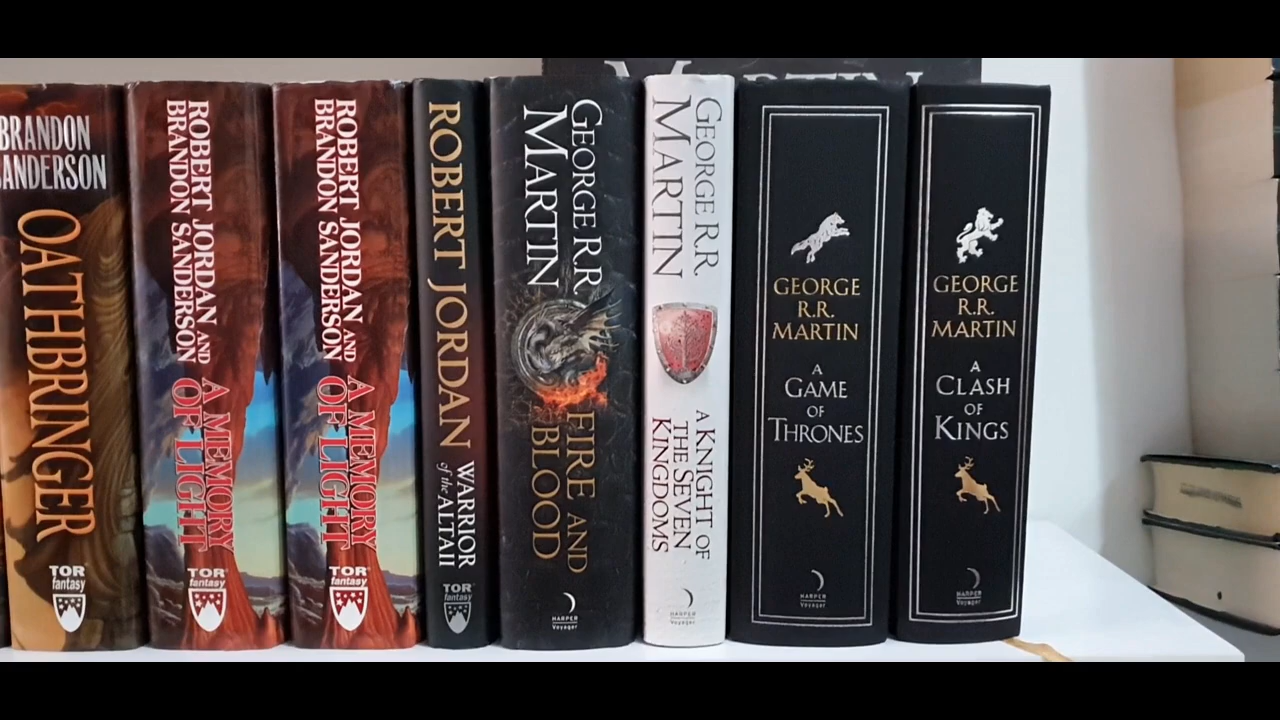 BRANDON
SANDERSON
OATHBRINGER
TOR
fantasy
ROBERT JORDAN AND
BRANDON SANDERSON
A MEMORY
OF LIGHT
TOR
fantasy
ROBERT JORDAN AND
BRANDON SANDERSON
A MEMORY
OF LIGHT
TOR
fantasy
ROBERT JORDAN
WARRIOR
of the ALTAII
TOR
fantasy
GEORGE R.R.
MARTIN
FIRE AND
BLOOD
HARPER
Voyager
GEORGE R.R.
MARTIN
A KNIGHT OF
THE SEVEN
KINGDOMS
HARPER
Voyager
MARTIN
GEORGE
R.R.
MARTIN
A
GAME
OF
THRONES
HARPER
Voyager
GEORGE
R.R.
MARTIN
A
CLASH
OF
KINGS
HARPER
Voyager